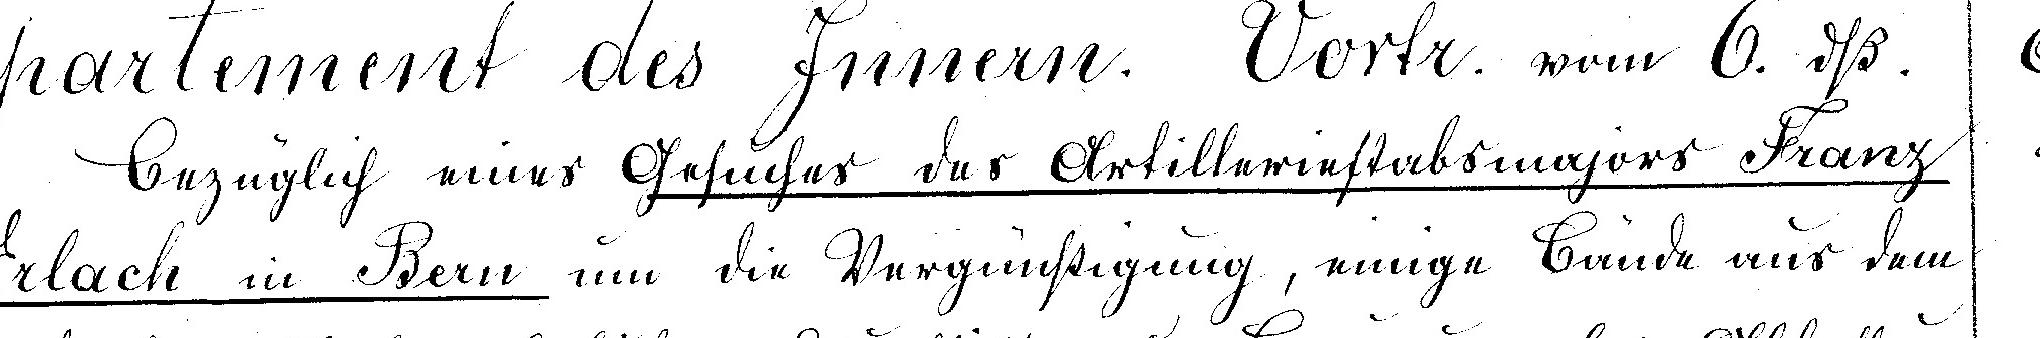 partement des Innern. Vortr. vom 6. dß.
Bezüglich eines Gesuches des Artilleriestabsmajors Franz
Erlach in Bern um die Vergünstigung, einige Bände aus dem